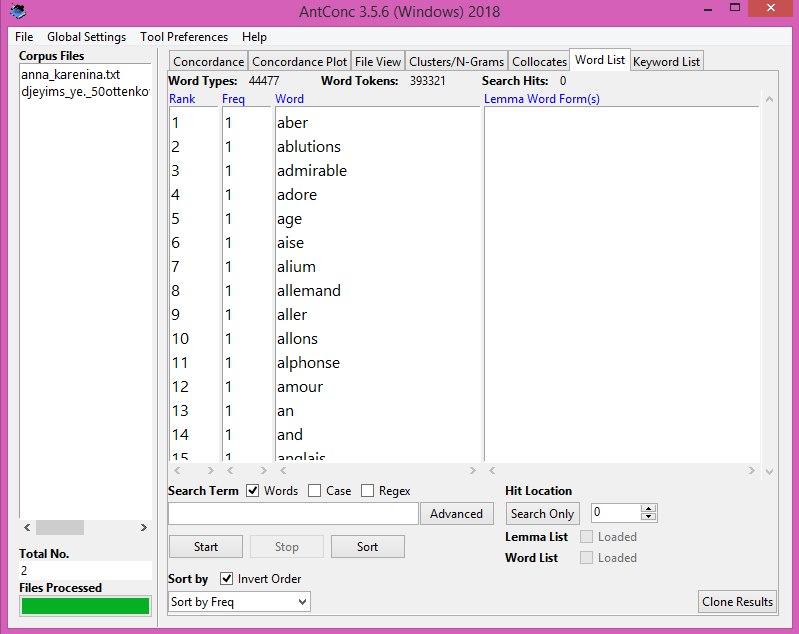 AntConc 3.5.6 (Windows) 2018
File Global Settings Tool Preferences Help
Corpus Files
anna_karenina.txt
djeyims_ye._50ottenko
Total No.
2
Files Processed
Concordance Concordance Plot File View Clusters/N-Grams Collocates Word List Keyword List
Word Types: 44477 Word Tokens: 393321 Search Hits: 0
Rank Freq Word Lemma Word Form(s)
1 1 aber
2 1 ablutions
3 1 admirable
4 1 adore
5 1 age
6 1 aise
7 1 alium
8 1 allemand
9 1 aller
10 1 allons
11 1 alphonse
12 1 amour
13 1 an
14 1 and
15 1 anglais
Search Term Words Case Regex Hit Location
Advanced Search Only 0
Start Stop Sort Lemma List Loaded
Word List Loaded
Sort by Invert Order
Sort by Freq Clone Results